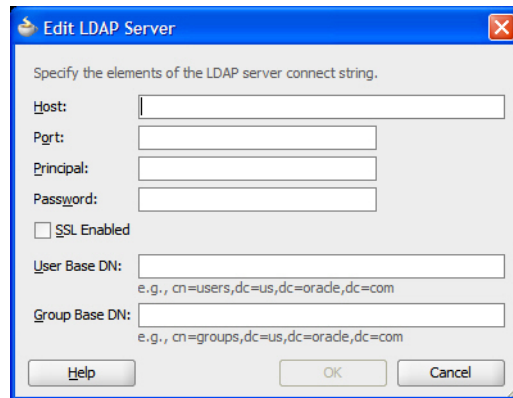 Edit LDAP Server
Specify the elements of the LDAP server connect string.
Host:
Port:
Principal:
Password:
SSL Enabled
User Base DN:
e.g., cn=users,dc=us,dc=oracle,dc=com
Group Base DN:
e.g., cn=groups,dc=us,dc=oracle,dc=com
Help OK Cancel